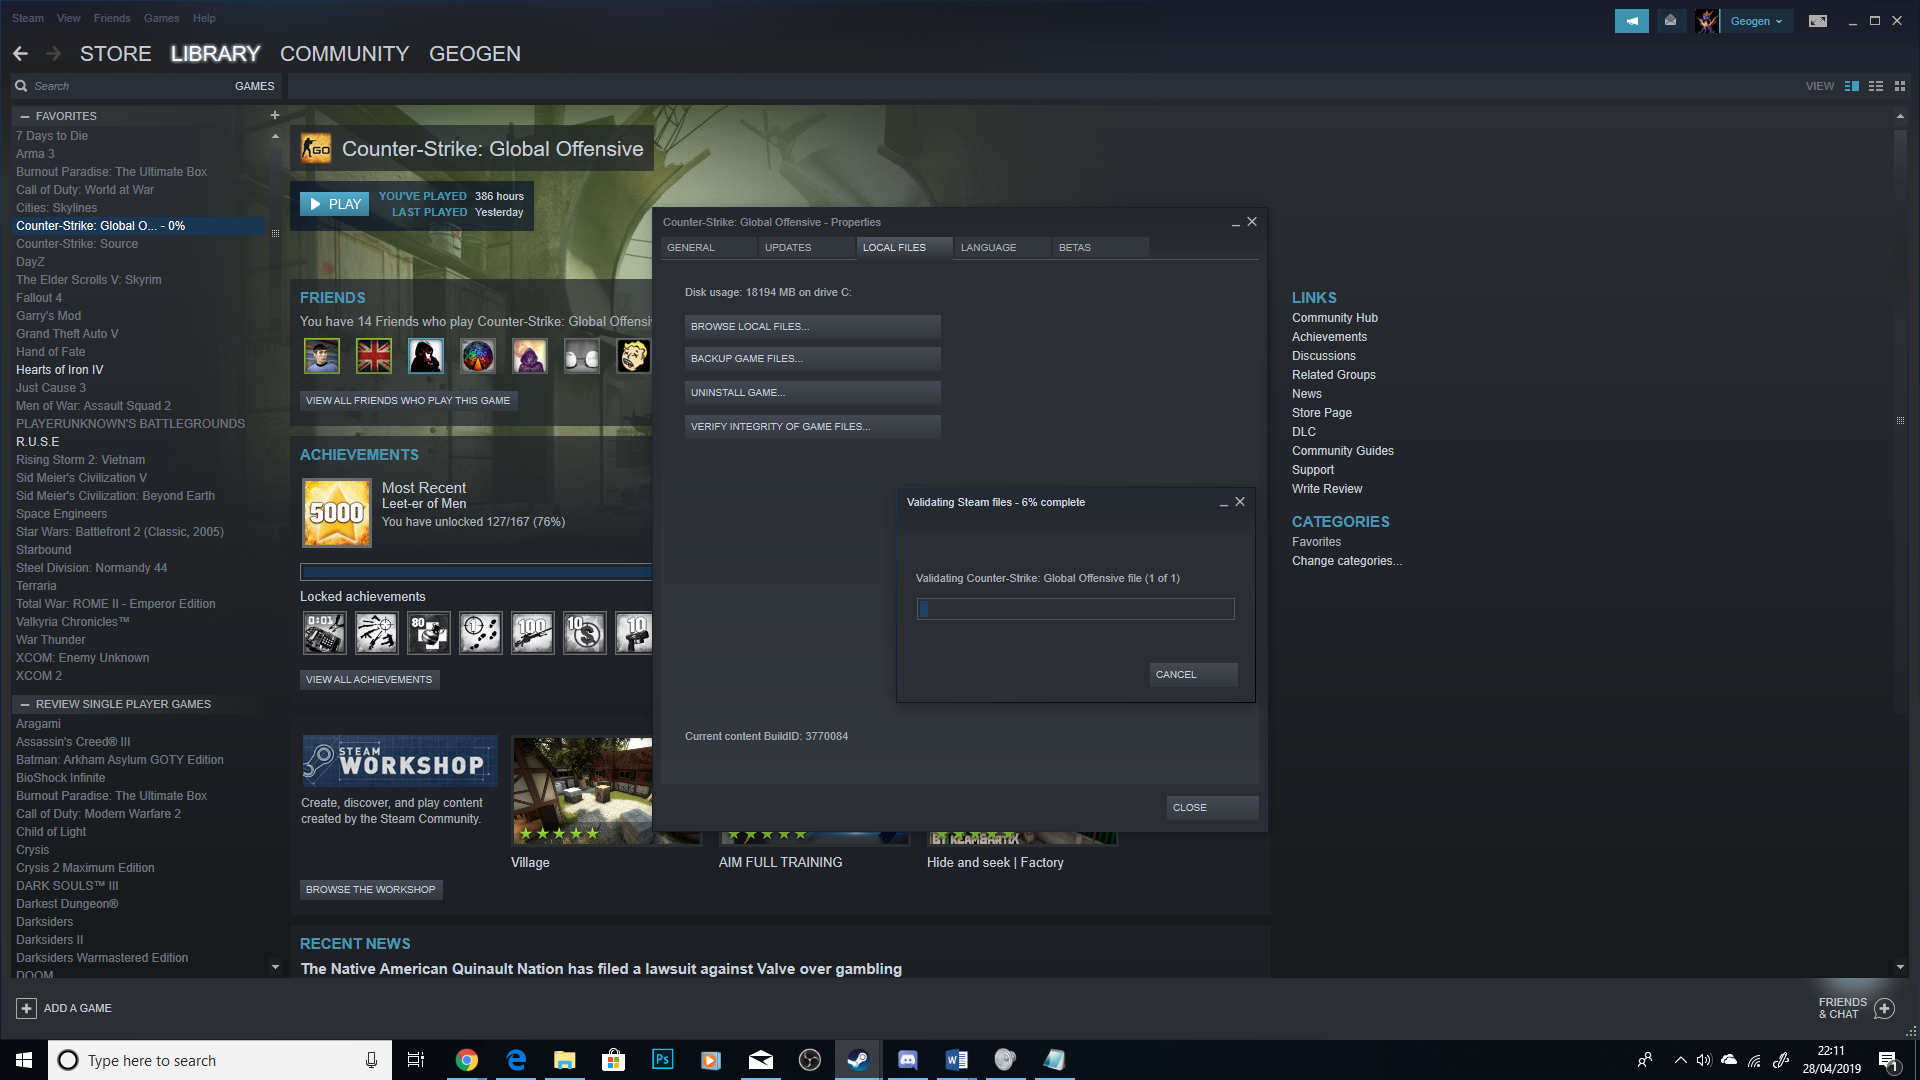 Steam View Friends Games Help
Geogen
STORE LIBRARY COMMUNITY GEOGEN
Search GAMES
VIEW
FAVORITES
7 Days to Die
Arma 3
Burnout Paradise: The Ultimate Box
Call of Duty: World at War
Cities: Skylines
Counter-Strike: Global O... - 0%
Counter-Strike: Source
DayZ
The Elder Scrolls V: Skyrim
Fallout 4
Garry's Mod
Grand Theft Auto V
Hand of Fate
Hearts of Iron IV
Just Cause 3
Men of War: Assault Squad 2
PLAYERUNKNOWN'S BATTLEGROUNDS
R.U.S.E
Rising Storm 2: Vietnam
Sid Meier's Civilization V
Sid Meier's Civilization: Beyond Earth
Space Engineers
Star Wars: Battlefront 2 (Classic, 2005)
Starbound
Steel Division: Normandy 44
Terraria
Total War: ROME II - Emperor Edition
Valkyria Chronicles™
War Thunder
XCOM: Enemy Unknown
XCOM 2
REVIEW SINGLE PLAYER GAMES
Aragami
Assassin's Creed® III
Batman: Arkham Asylum GOTY Edition
BioShock Infinite
Burnout Paradise: The Ultimate Box
Call of Duty: Modern Warfare 2
Child of Light
Crysis
Crysis 2 Maximum Edition
DARK SOULS™ III
Darkest Dungeon®
Darksiders
Darksiders II
Darksiders Warmastered Edition
DOOM
ADD A GAME
GO
Counter-Strike: Global Offensive
PLAY
YOU'VE PLAYED 386 hours
LAST PLAYED Yesterday
FRIENDS
You have 14 Friends who play Counter-Strike: Global Offensi
VIEW ALL FRIENDS WHO PLAY THIS GAME
ACHIEVEMENTS
5000
Most Recent
Leet-er of Men
You have unlocked 127/167 (76%)
Locked achievements
0:01 80 1 100 10 10
VIEW ALL ACHIEVEMENTS
STEAM
WORKSHOP
Create, discover, and play content
created by the Steam Community.
BROWSE THE WORKSHOP
Village
AIM FULL TRAINING
Hide and seek | Factory
RECENT NEWS
The Native American Quinault Nation has filed a lawsuit against Valve over gambling
Counter-Strike: Global Offensive - Properties
GENERAL UPDATES LOCAL FILES LANGUAGE BETAS
Disk usage: 18194 MB on drive C:
BROWSE LOCAL FILES...
BACKUP GAME FILES...
UNINSTALL GAME...
VERIFY INTEGRITY OF GAME FILES...
Validating Steam files - 6% complete
Validating Counter-Strike: Global Offensive file (1 of 1)
CANCEL
Current content BuildID: 3770084
CLOSE
LINKS
Community Hub
Achievements
Discussions
Related Groups
News
Store Page
DLC
Community Guides
Support
Write Review
CATEGORIES
Favorites
Change categories...
FRIENDS
& CHAT
Type here to search
Ps
22:11
28/04/2019
1